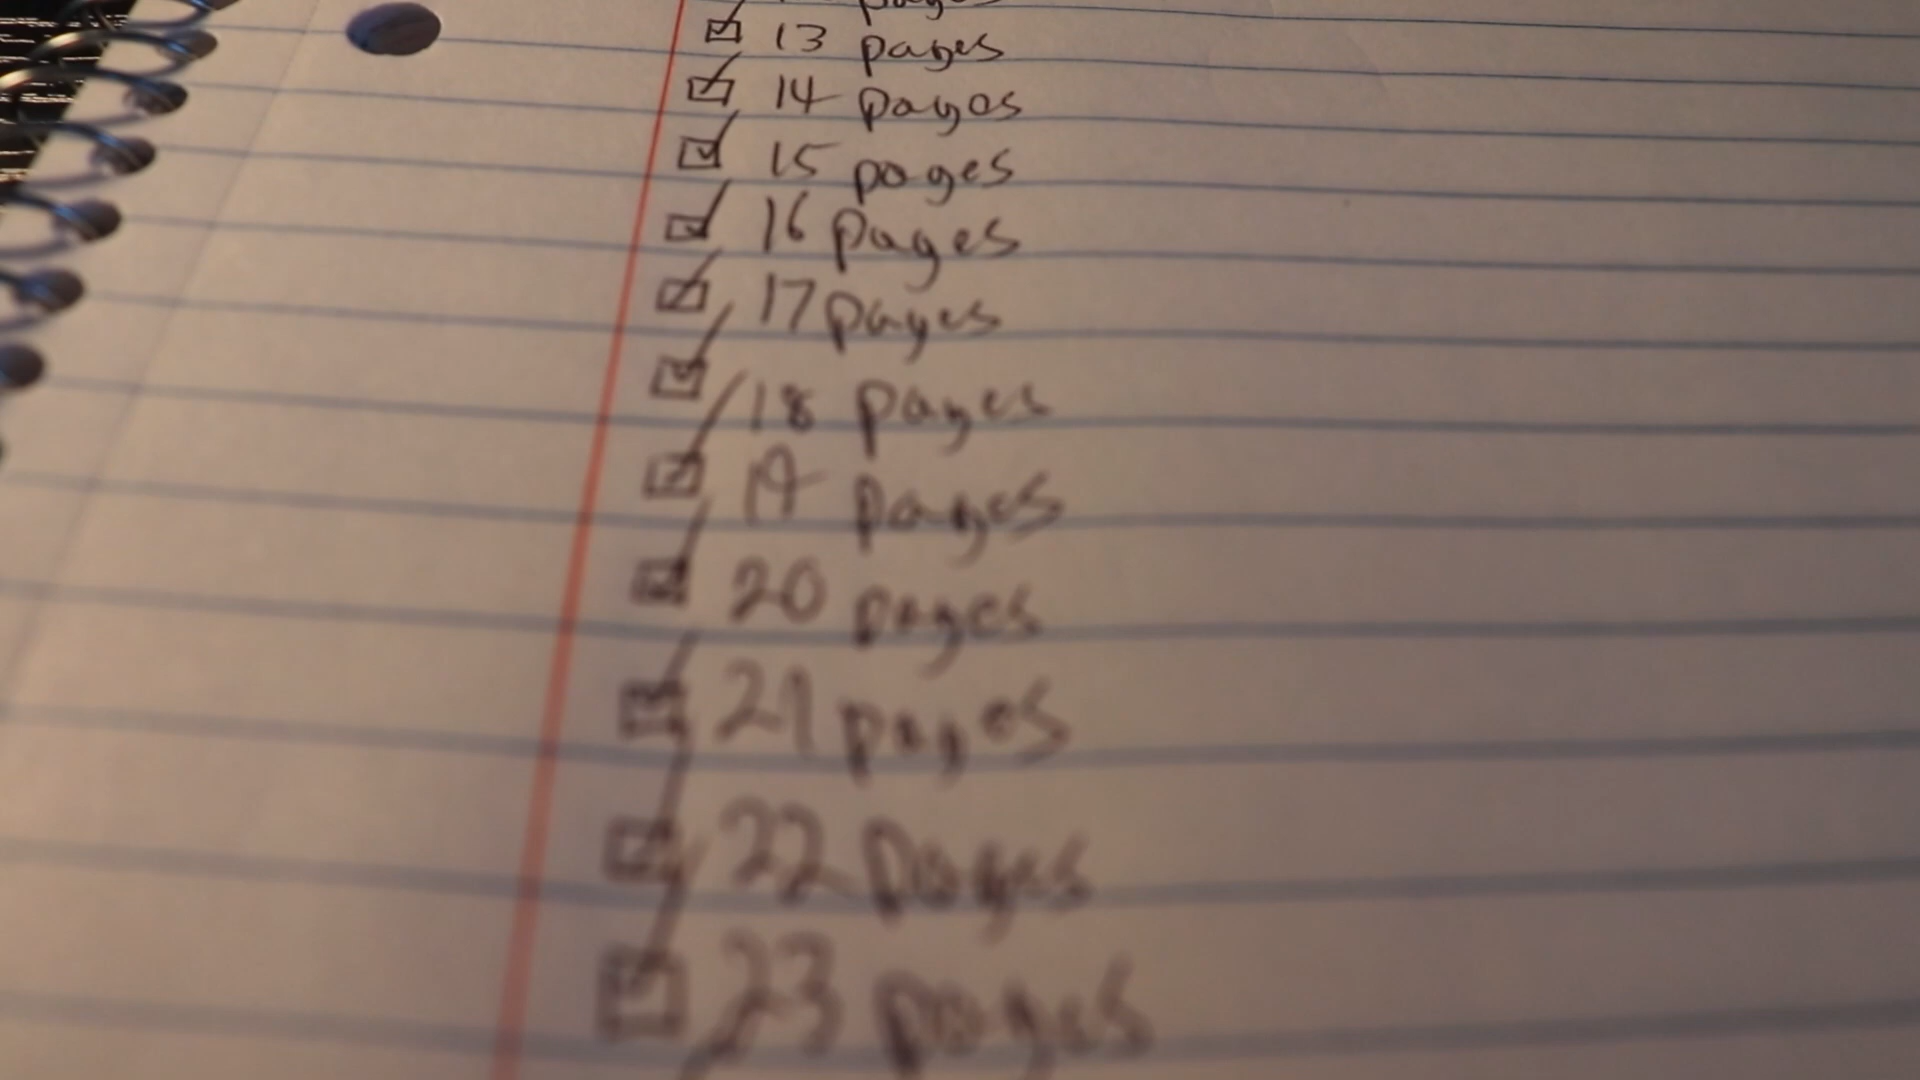 pages
☑ 13 pages
☑ 14 pages
☑ 15 pages
☑ 16 pages
☑ 17 pages
☑ 18 pages
☑ 19 pages
☑ 20 pages
☑ 21 pages
☑ 22 pages
☑ 23 pages